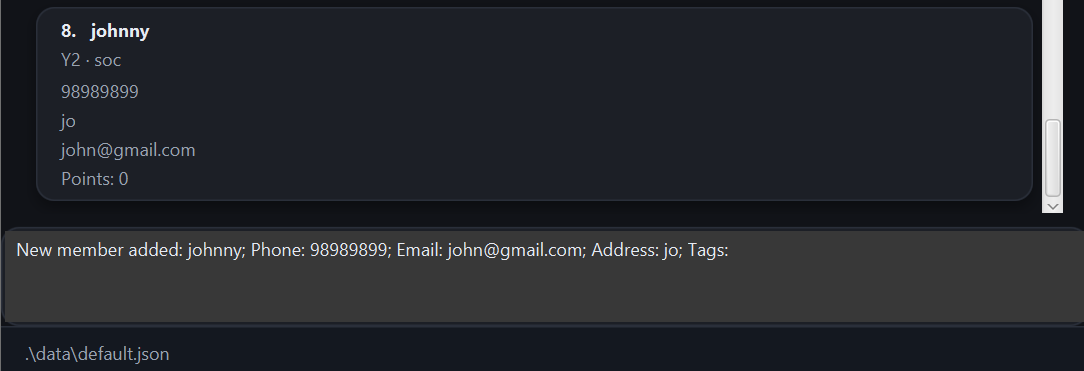 8. johnny
Y2 · soc
98989899
jo
john@gmail.com
Points: 0
New member added: johnny; Phone: 98989899; Email: john@gmail.com; Address: jo; Tags:
.\data\default.json